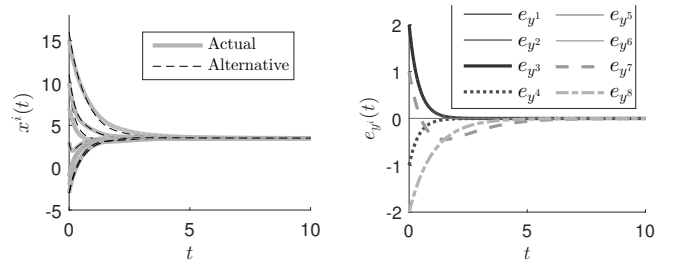 15
10
5
0
-5
0
5
10
x^i(t)
t
Actual
Alternative
2
1
0
-1
-2
0
5
10
e_{y^i}(t)
t
e_{y^1}
e_{y^2}
e_{y^3}
e_{y^4}
e_{y^5}
e_{y^6}
e_{y^7}
e_{y^8}